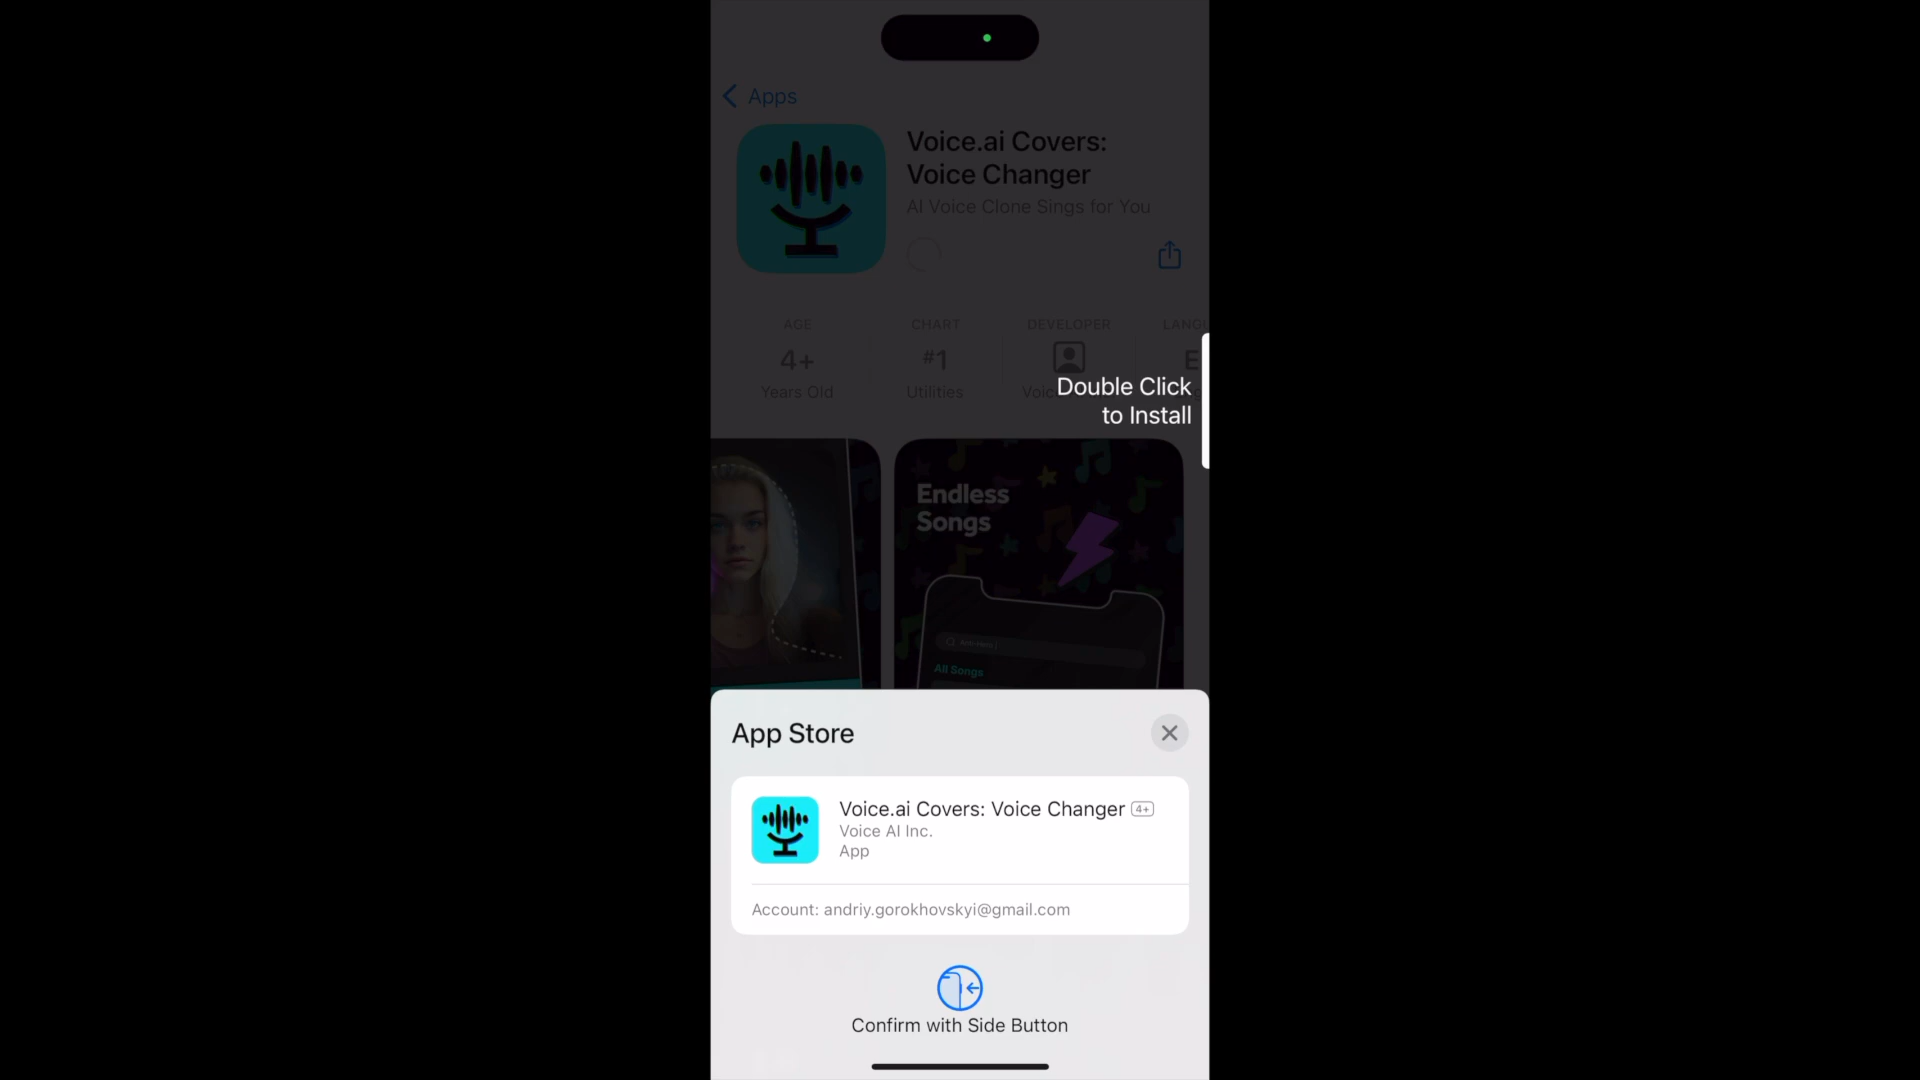 Apps
Voice.ai Covers:
Voice Changer
AI Voice Clone Sings for You
AGE
CHART
DEVELOPER
4+
#1
Years Old
Utilities
Double Click
to Install
Endless
Songs
Anti-Hero
All Songs
App Store
Voice.ai Covers: Voice Changer 4+
Voice AI Inc.
App
Account: andriy.gorokhovskyi@gmail.com
Confirm with Side Button